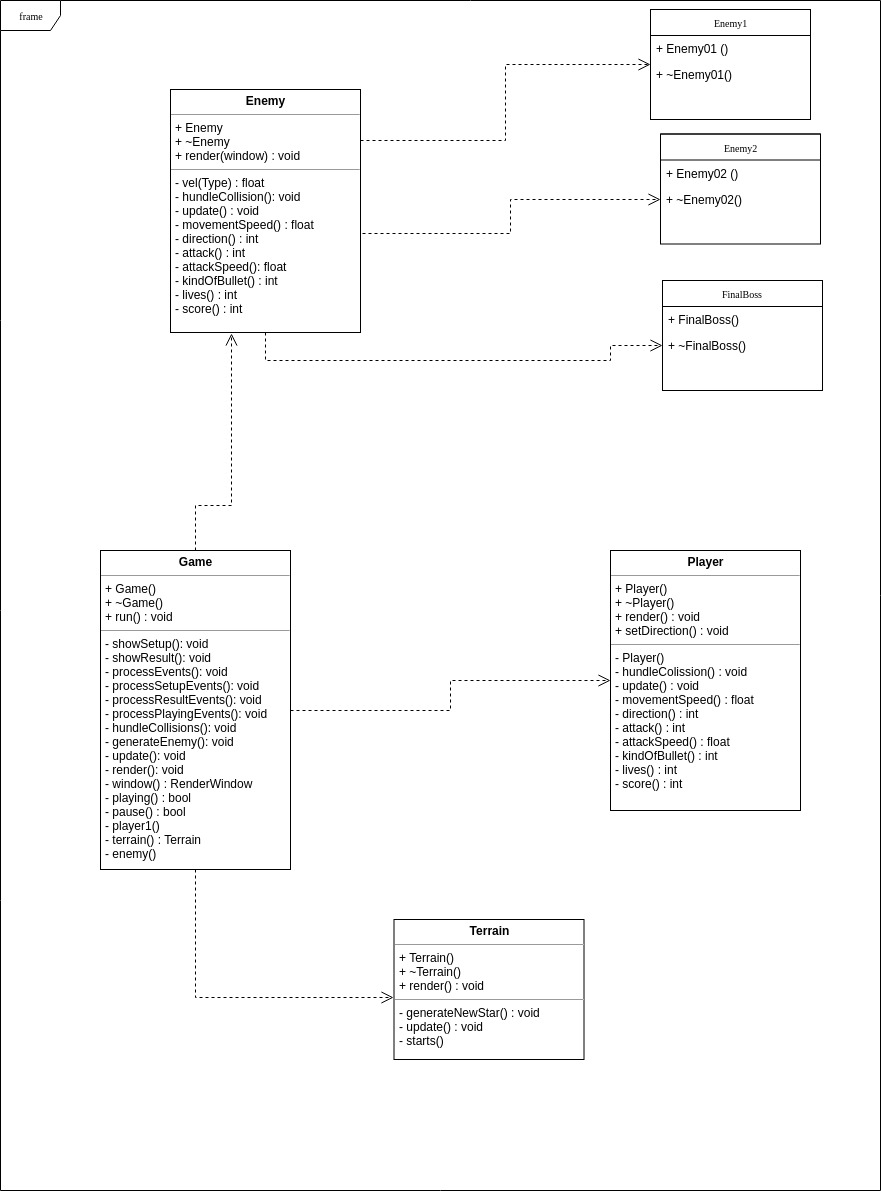 frame
Enemy1
+ Enemy01 ()
+ ~Enemy01()
Enemy
+ Enemy
+ ~Enemy
+ render(window) : void
- vel(Type) : float
- hundleCollision(): void
- update() : void
- movementSpeed() : float
- direction() : int
- attack() : int
- attackSpeed(): float
- kindOfBullet() : int
- lives() : int
- score() : int
Enemy2
+ Enemy02 ()
+ ~Enemy02()
FinalBoss
+ FinalBoss()
+ ~FinalBoss()
Game
+ Game()
+ ~Game()
+ run() : void
- showSetup(): void
- showResult(): void
- processEvents(): void
- processSetupEvents(): void
- processResultEvents(): void
- processPlayingEvents(): void
- hundleCollisions(): void
- generateEnemy(): void
- update(): void
- render(): void
- window() : RenderWindow
- playing() : bool
- pause() : bool
- player1()
- terrain() : Terrain
- enemy()
Player
+ Player()
+ ~Player()
+ render() : void
+ setDirection() : void
- Player()
- hundleColission() : void
- update() : void
- movementSpeed() : float
- direction() : int
- attack() : int
- attackSpeed() : float
- kindOfBullet() : int
- lives() : int
- score() : int
Terrain
+ Terrain()
+ ~Terrain()
+ render() : void
- generateNewStar() : void
- update() : void
- starts()